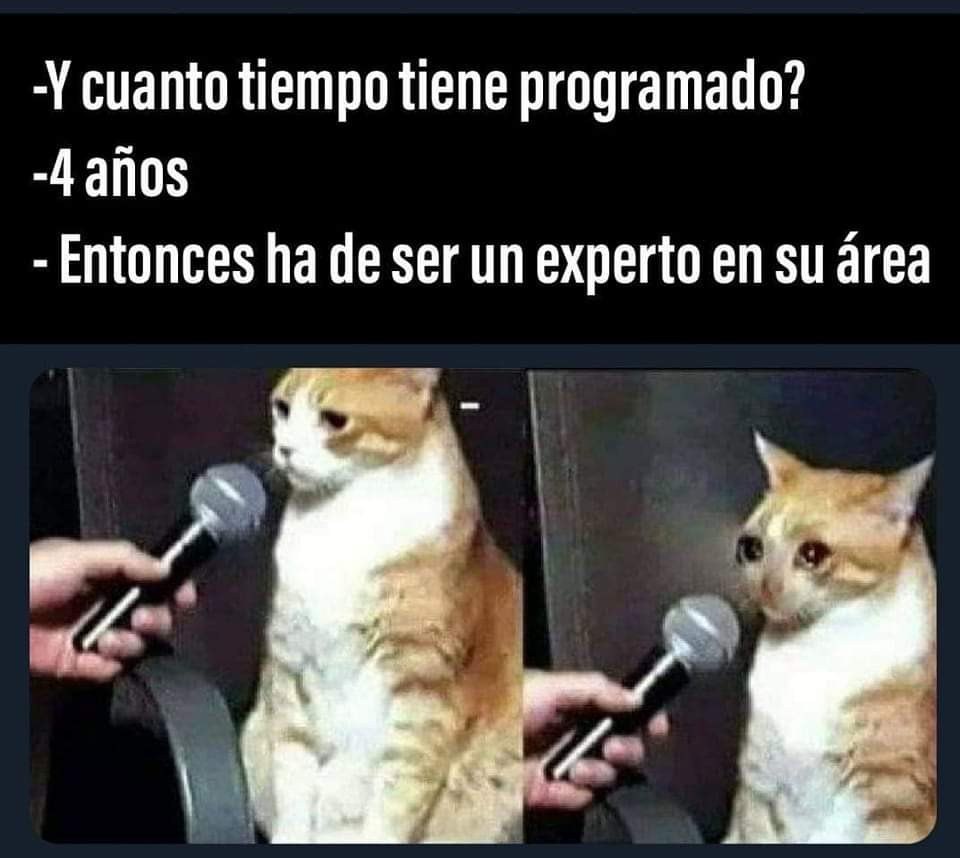 -Y cuanto tiempo tiene programado?
-4 años
- Entonces ha de ser un experto en su área
-